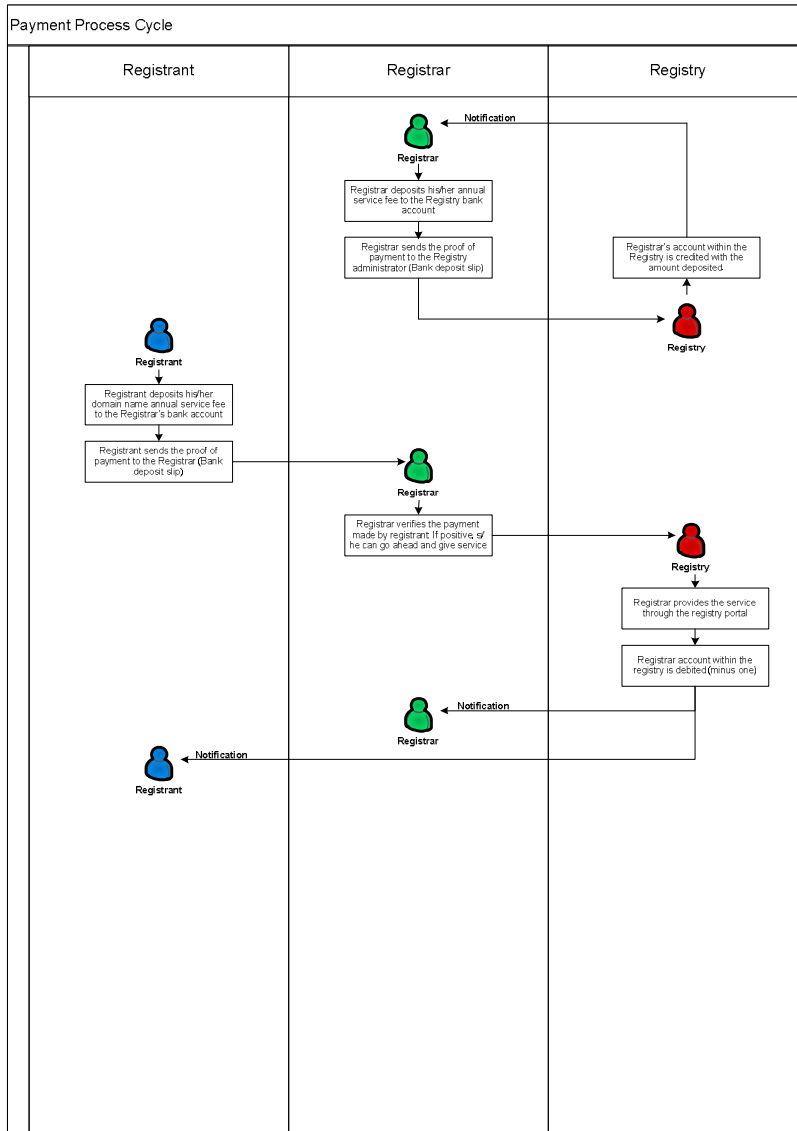 Payment Process Cycle
Registrant
Registrar
Registry
Notification
Registrar
Registrar deposits his/her annual
service fee to the Registry bank
account
Registrar sends the proof of
payment to the Registry
administrator (Bank deposit slip)
Registrar's account within the
Registry is credited with the
amount deposited.
Registry
Registrant
Registrant deposits his/her
domain name annual service fee
to the Registrar's bank account
Registrant sends the proof of
payment to the Registrar (Bank
deposit slip)
Registrar
Registrar verifies the payment
made by registrant. If positive, s/
he can go ahead and give service
Registry
Registrar provides the service
through the registry portal
Registrar account within the
registry is debited (minus one)
Notification
Registrar
Notification
Registrant